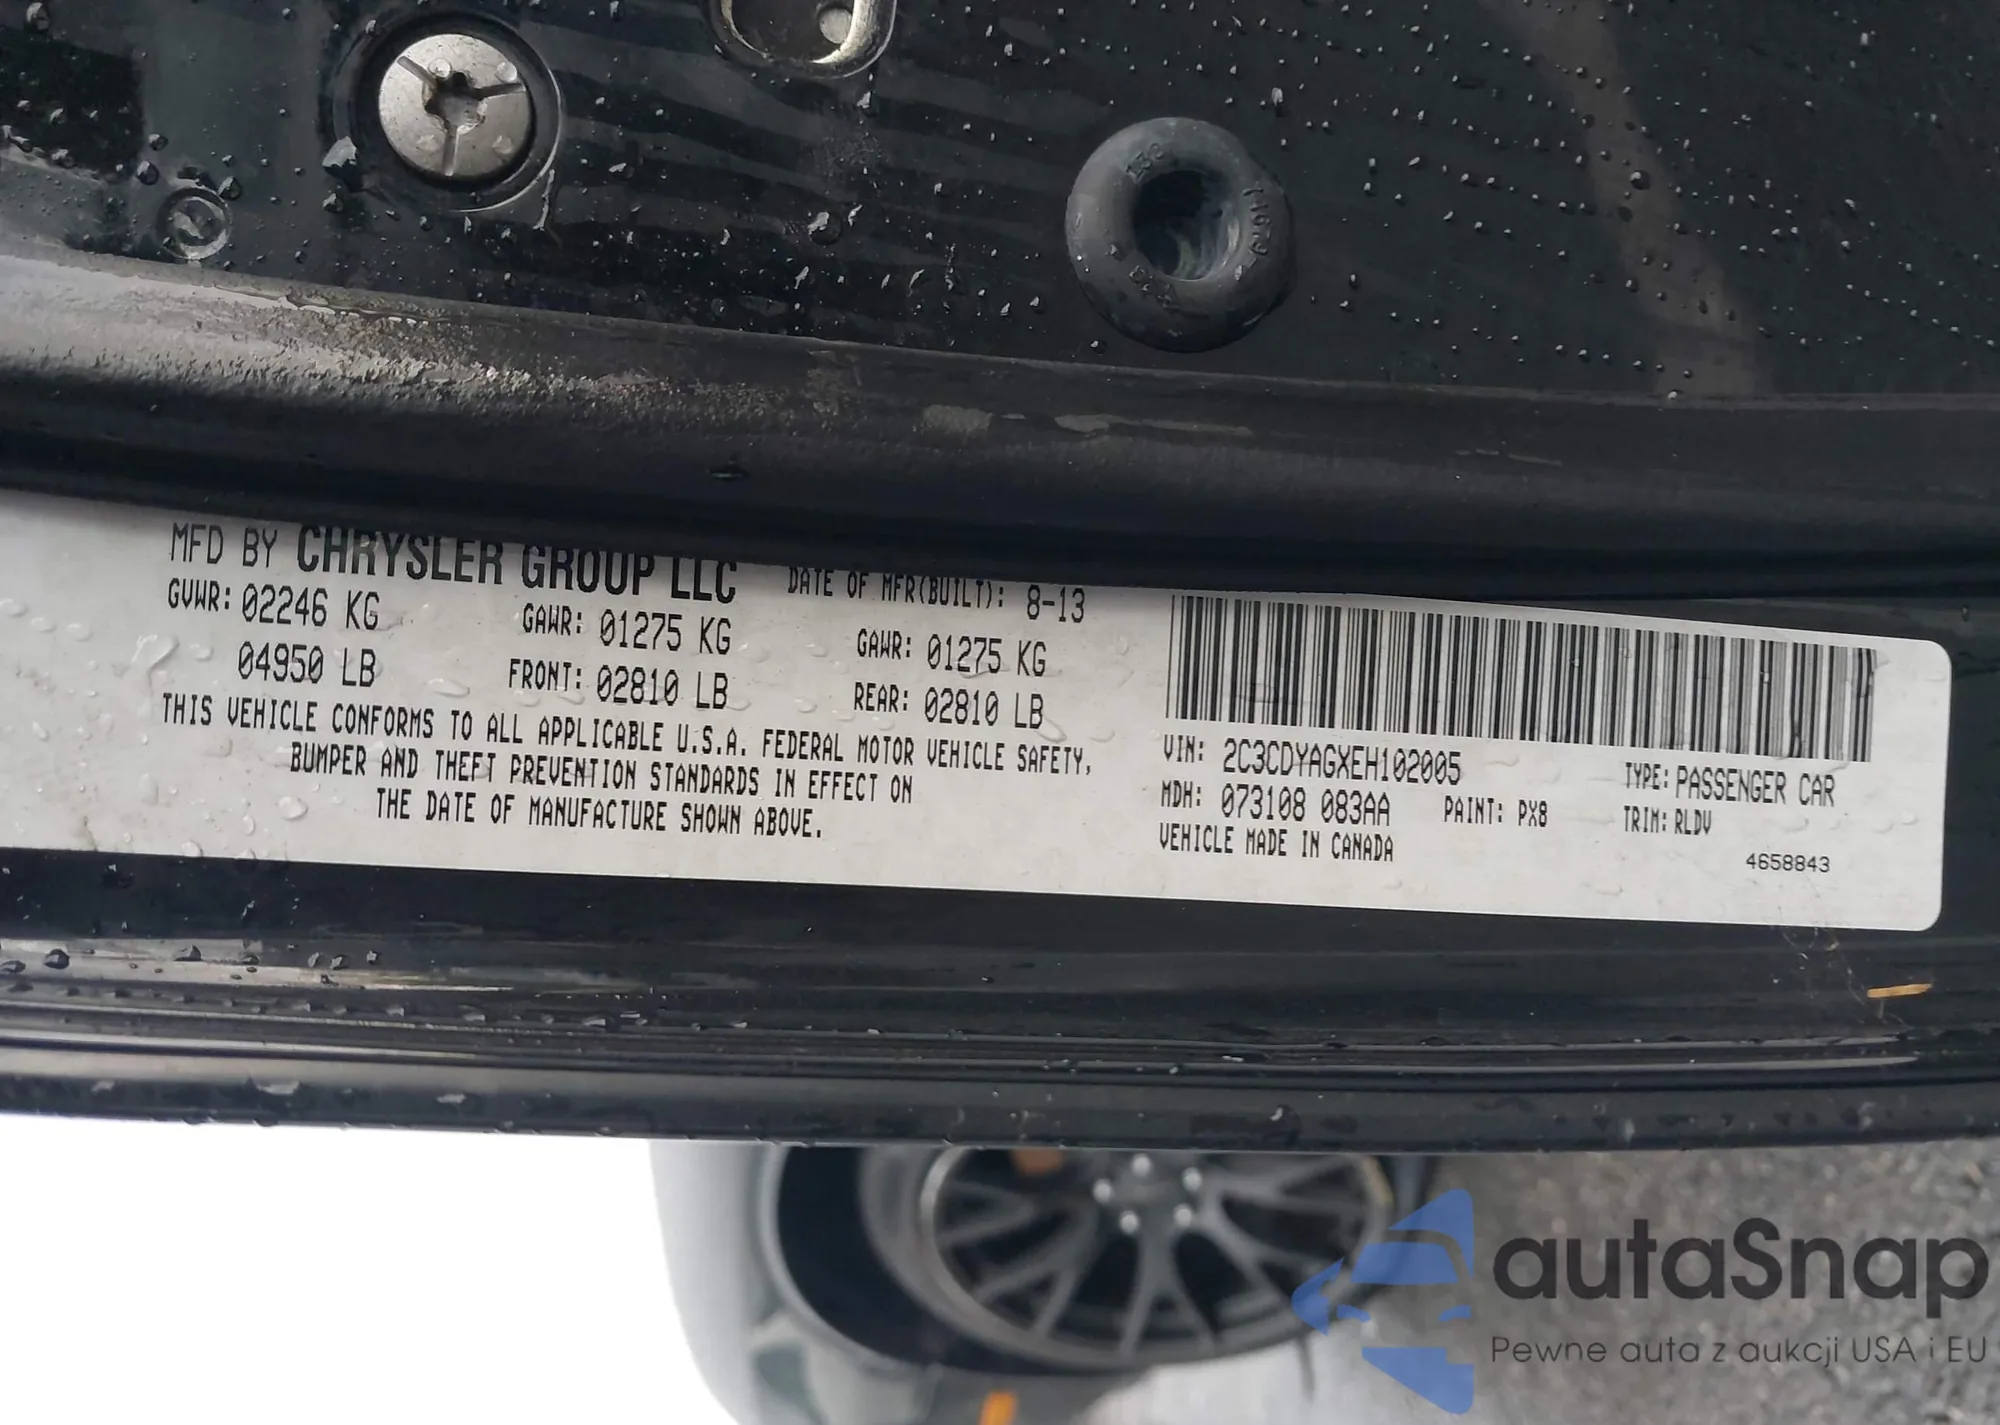 MFD BY CHRYSLER GROUP LLC DATE OF MFR(BUILT): 8-13
GVWR: 02246 KG GAWR: 01275 KG GAWR: 01275 KG
04950 LB FRONT: 02810 LB REAR: 02810 LB
THIS VEHICLE CONFORMS TO ALL APPLICABLE U.S.A. FEDERAL MOTOR VEHICLE SAFETY,
BUMPER AND THEFT PREVENTION STANDARDS IN EFFECT ON
THE DATE OF MANUFACTURE SHOWN ABOVE.
VIN: 2C3CDYAGXEH102005 TYPE: PASSENGER CAR
MDH: 073108 083AA PAINT: PX8 TRIM: RLDV
VEHICLE MADE IN CANADA
4658843
autaSnap
Pewne auta z aukcji USA i EU